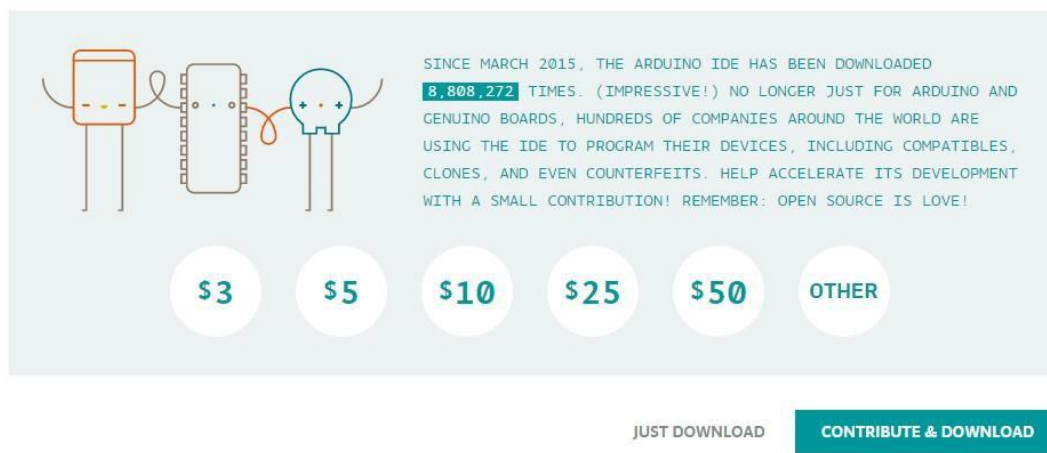 SINCE MARCH 2015, THE ARDUINO IDE HAS BEEN DOWNLOADED
8,808,272 TIMES. (IMPRESSIVE!) NO LONGER JUST FOR ARDUINO AND
GENUINO BOARDS, HUNDREDS OF COMPANIES AROUND THE WORLD ARE
USING THE IDE TO PROGRAM THEIR DEVICES, INCLUDING COMPATIBLES,
CLONES, AND EVEN COUNTERFEITS. HELP ACCELERATE ITS DEVELOPMENT
WITH A SMALL CONTRIBUTION! REMEMBER: OPEN SOURCE IS LOVE!
$3 $5 $10 $25 $50 OTHER
JUST DOWNLOAD CONTRIBUTE & DOWNLOAD